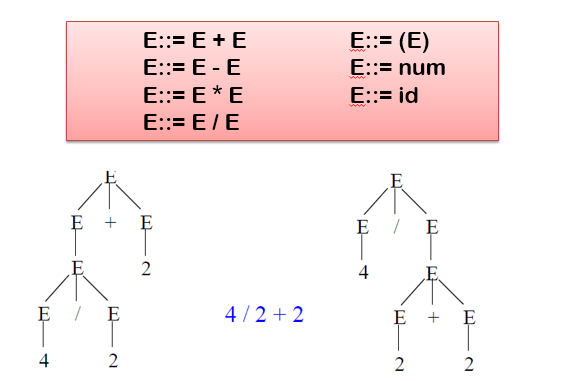 E::= E + E E::= (E)
E::= E - E E::= num
E::= E * E E::= id
E::= E / E
E E
E + E E / E
E 2 4 E
E / E 4 / 2 + 2 E + E
4 2 2 2